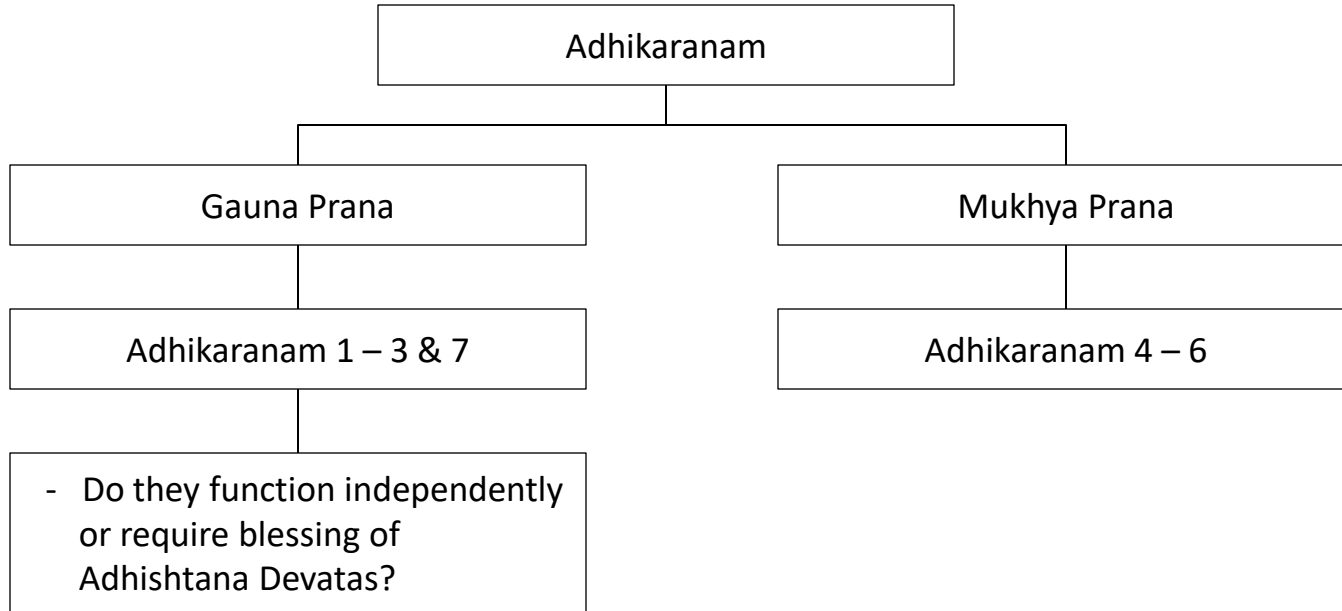 Adhikaranam
Gauna Prana
Mukhya Prana
Adhikaranam 1 – 3 & 7
Adhikaranam 4 – 6
- Do they function independently
or require blessing of
Adhishtana Devatas?